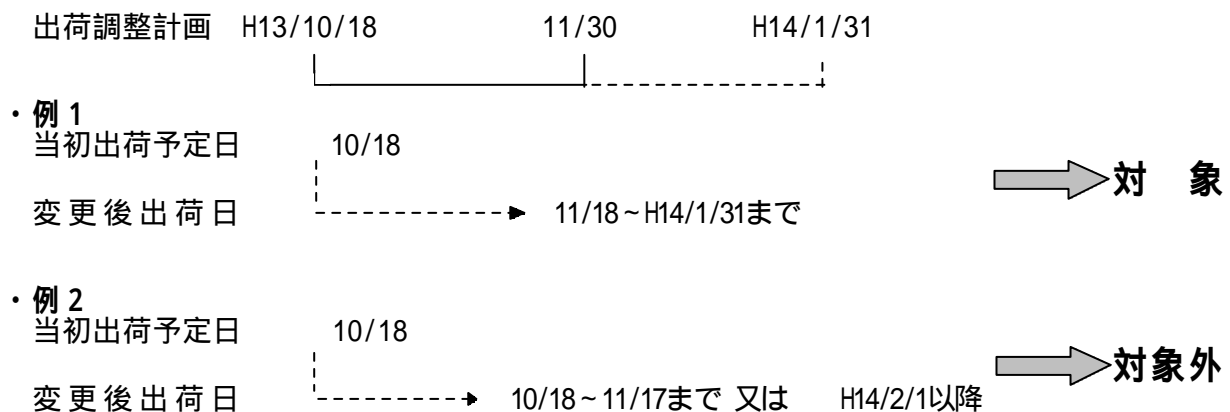 出荷調整計画 H13/10/18 11/30 H14/1/31
・例1
当初出荷予定日 10/18
対 象
変更後出荷日 11/18~H14/1/31まで
・例2
当初出荷予定日 10/18
対象外
変更後出荷日 10/18~11/17まで 又は H14/2/1以降